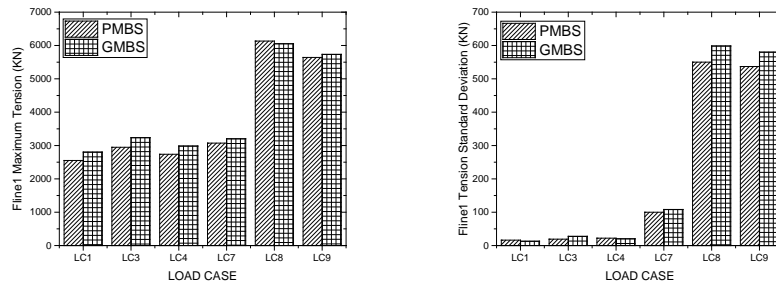 Fline1 Maximum Tension (KN)
7000
6000
5000
4000
3000
2000
1000
0
PMBS
GMBS
LC1 LC3 LC4 LC7 LC8 LC9
LOAD CASE
Fline1 Tension Standard Deviation (KN)
700
600
500
400
300
200
100
0
PMBS
GMBS
LC1 LC3 LC4 LC7 LC8 LC9
LOAD CASE